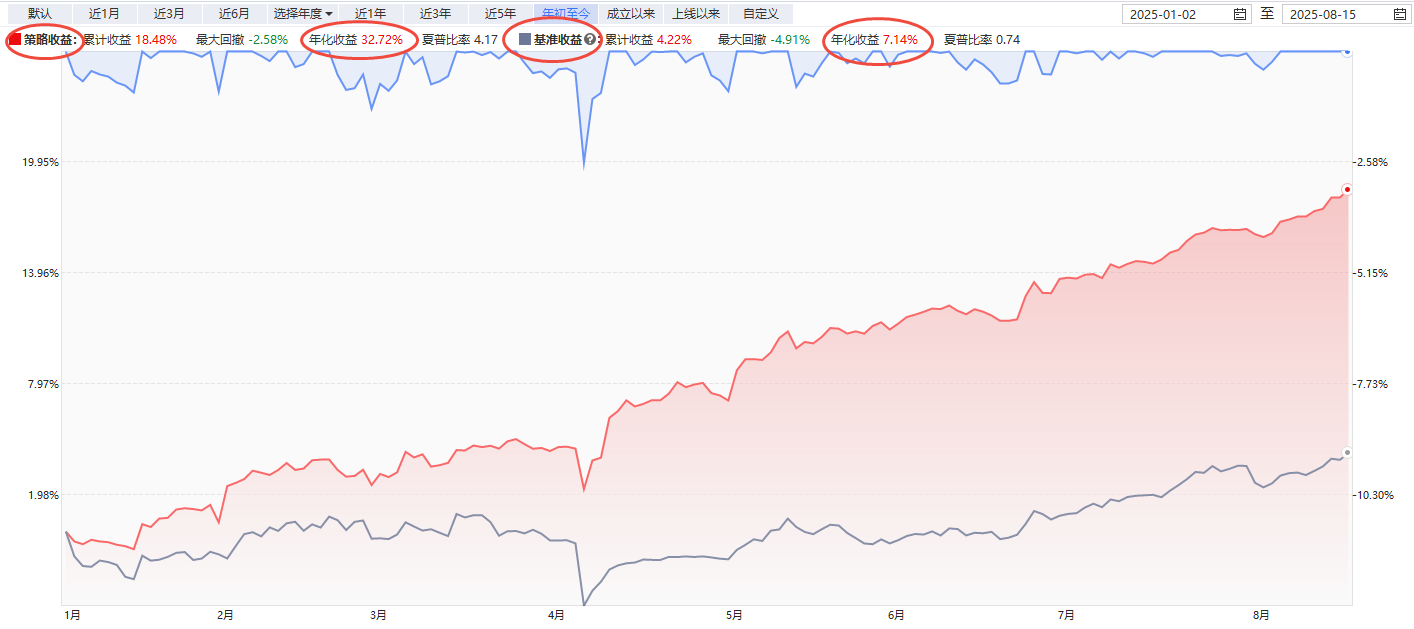 默认 近1月 近3月 近6月 选择年度 近1年 近3年 近5年 年初至今 成立以来 上线以来 自定义 2025-01-02 至 2025-08-15
策略收益: 累计收益 18.48% 最大回撤 -2.58% 年化收益 32.72% 夏普比率 4.17 基准收益?: 累计收益 4.22% 最大回撤 -4.91% 年化收益 7.14% 夏普比率 0.74
19.95% -2.58%
13.96% -5.15%
7.97% -7.73%
1.98% -10.30%
1月 2月 3月 4月 5月 6月 7月 8月